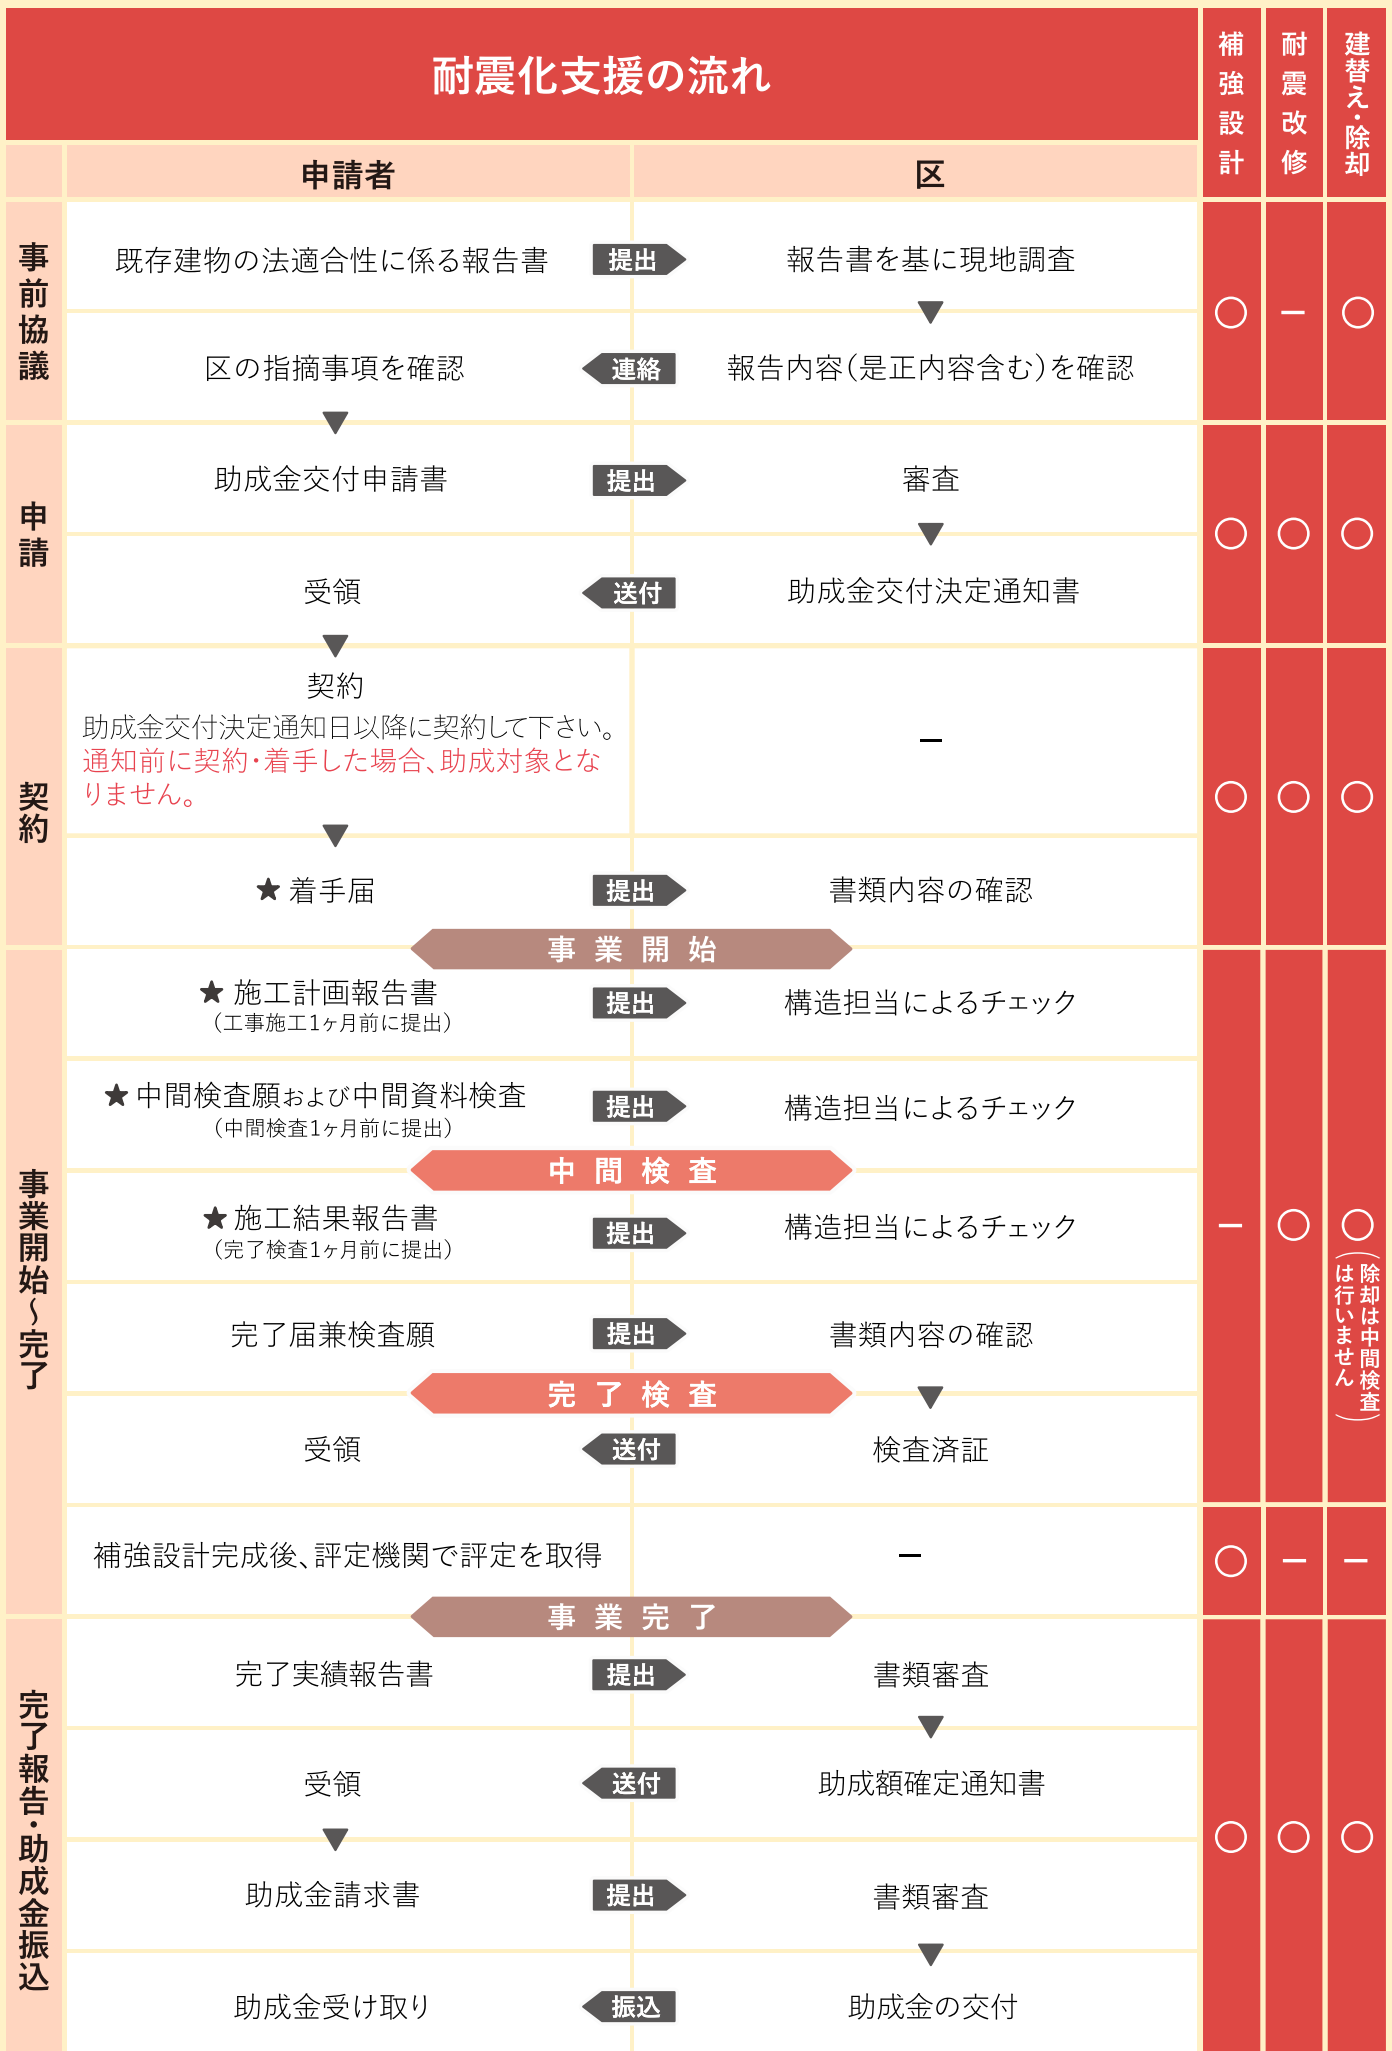 耐震化支援の流れ
補強設計
耐震改修
建替え・除却
申請者
区
事前協議
既存建物の法適合性に係る報告書
提出
報告書を基に現地調査
○
ー
○
区の指摘事項を確認
連絡
報告内容(是正内容含む)を確認
申請
助成金交付申請書
提出
審査
○
○
○
受領
送付
助成金交付決定通知書
契約
契約
助成金交付決定通知日以降に契約して下さい。
通知前に契約・着手した場合、助成対象とな
りません。
ー
○
○
○
★ 着手届
提出
書類内容の確認
事業開始
事業開始～完了
★ 施工計画報告書
(工事施工1ヶ月前に提出)
提出
構造担当によるチェック
★ 中間検査願および中間資料検査
(中間検査1ヶ月前に提出)
提出
構造担当によるチェック
中間検査
★ 施工結果報告書
(完了検査1ヶ月前に提出)
提出
構造担当によるチェック
ー
○
○
(除却は中間検査
は行いません)
完了届兼検査願
提出
書類内容の確認
完了検査
受領
送付
検査済証
補強設計完成後、評定機関で評定を取得
ー
○
ー
ー
事業完了
完了報告・助成金振込
完了実績報告書
提出
書類審査
受領
送付
助成額確定通知書
○
○
○
助成金請求書
提出
書類審査
助成金受け取り
振込
助成金の交付